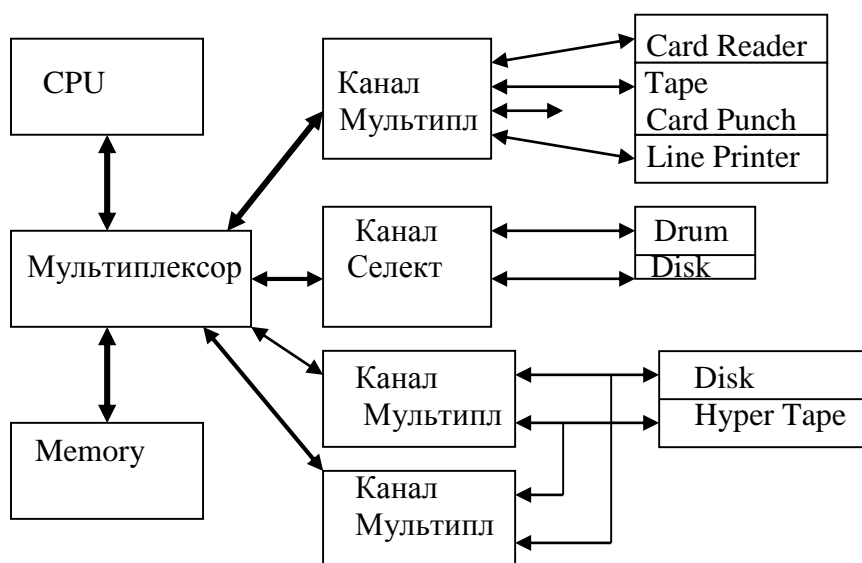 CPU
Мультиплексор
Memory
Канал
Мультипл
Канал
Селект
Канал
Мультипл
Канал
Мультипл
Card Reader
Tape
Card Punch
Line Printer
Drum
Disk
Disk
Hyper Tape